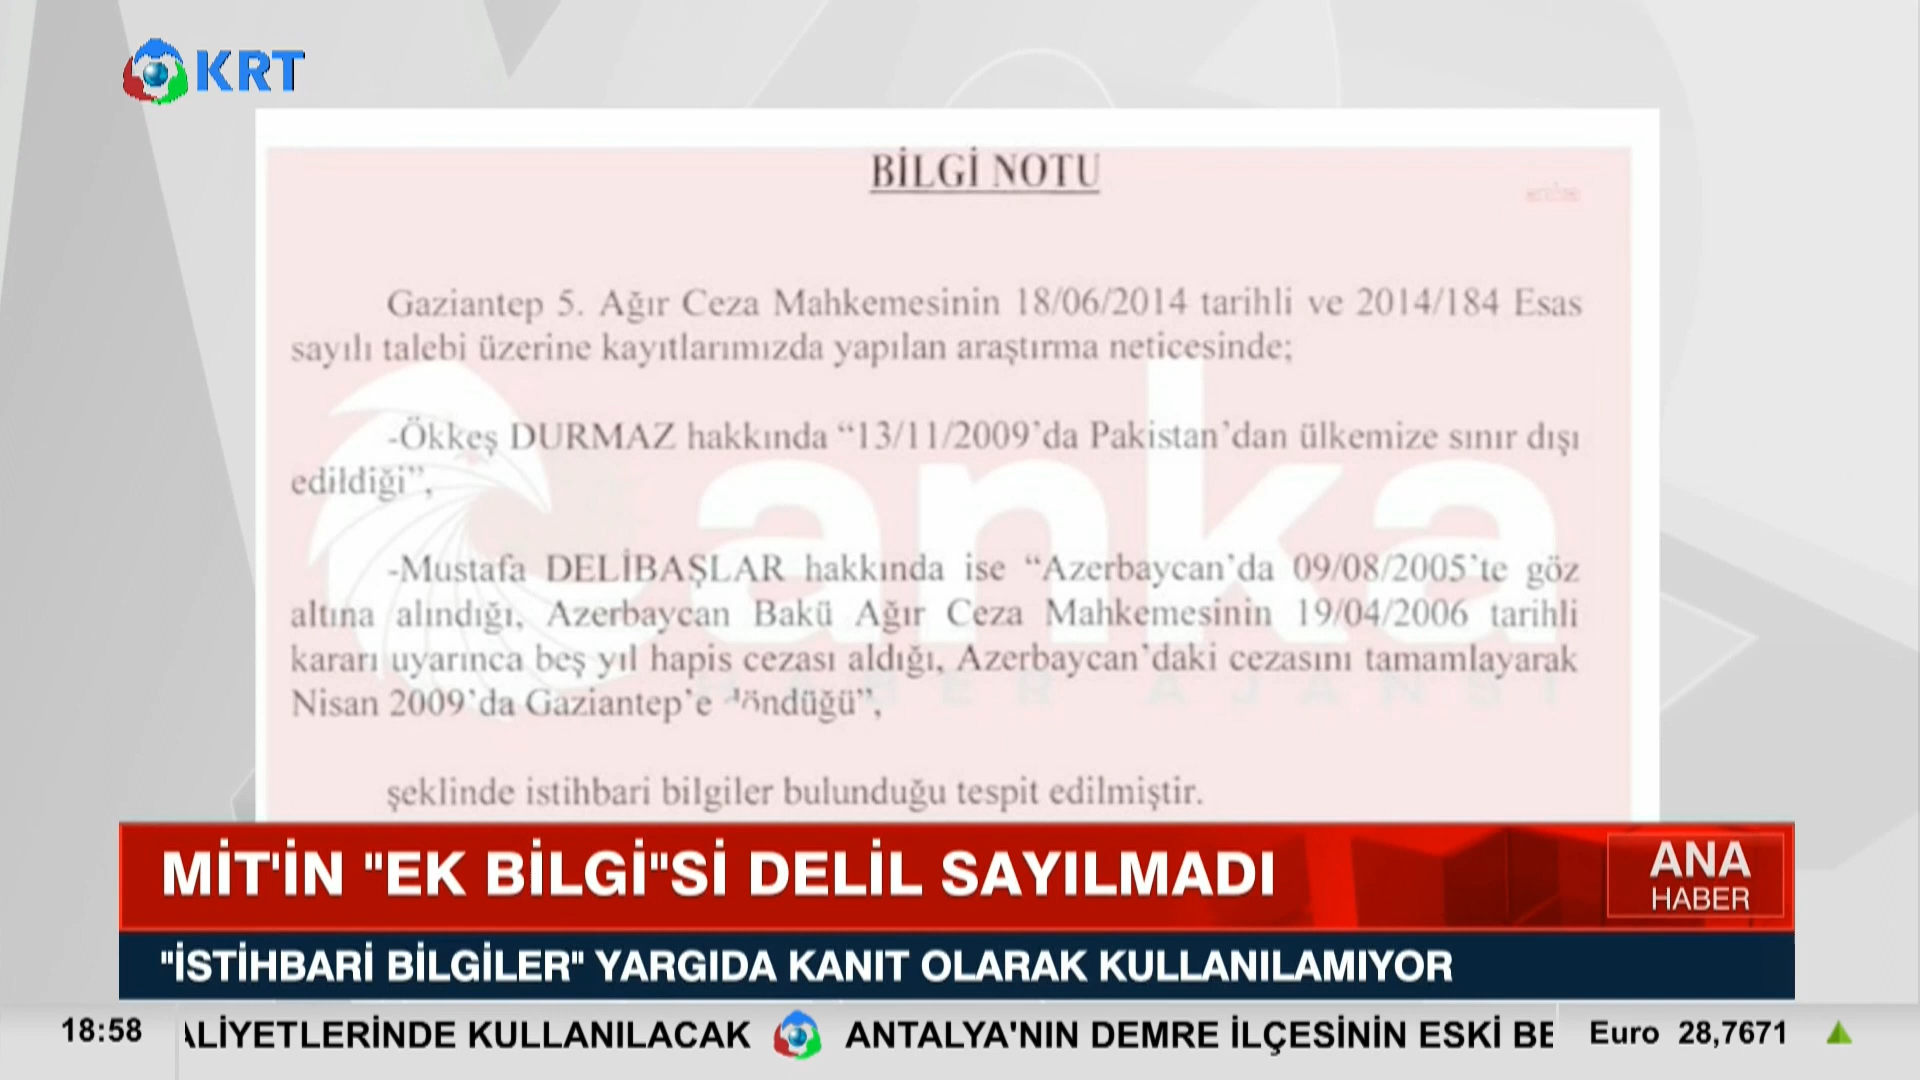 KRT
BİLGİ NOTU
Gaziantep 5. Ağır Ceza Mahkemesinin 18/06/2014 tarihli ve 2014/184 Esas
sayılı talebi üzerine kayıtlarımızda yapılan araştırma neticesinde;
-Ökkeş DURMAZ hakkında “13/11/2009’da Pakistan’dan ülkemize sınır dışı
edildiği”,
-Mustafa DELİBAŞLAR hakkında ise “Azerbaycan’da 09/08/2005’te göz
altına alındığı, Azerbaycan Bakü Ağır Ceza Mahkemesinin 19/04/2006 tarihli
kararı uyarınca beş yıl hapis cezası aldığı, Azerbaycan’daki cezasını tamamlayarak
Nisan 2009’da Gaziantep’e döndüğü”,
şeklinde istihbari bilgiler bulunduğu tespit edilmiştir.
anka
HABER AJANSI
MİT'İN "EK BİLGİ"Sİ DELİL SAYILMADI
ANA
HABER
"İSTİHBARİ BİLGİLER" YARGIDA KANIT OLARAK KULLANILAMIYOR
18:58 ALİYETLERİNDE KULLANILACAK ANTALYA'NIN DEMRE İLÇESİNİN ESKİ BE Euro 28,7671